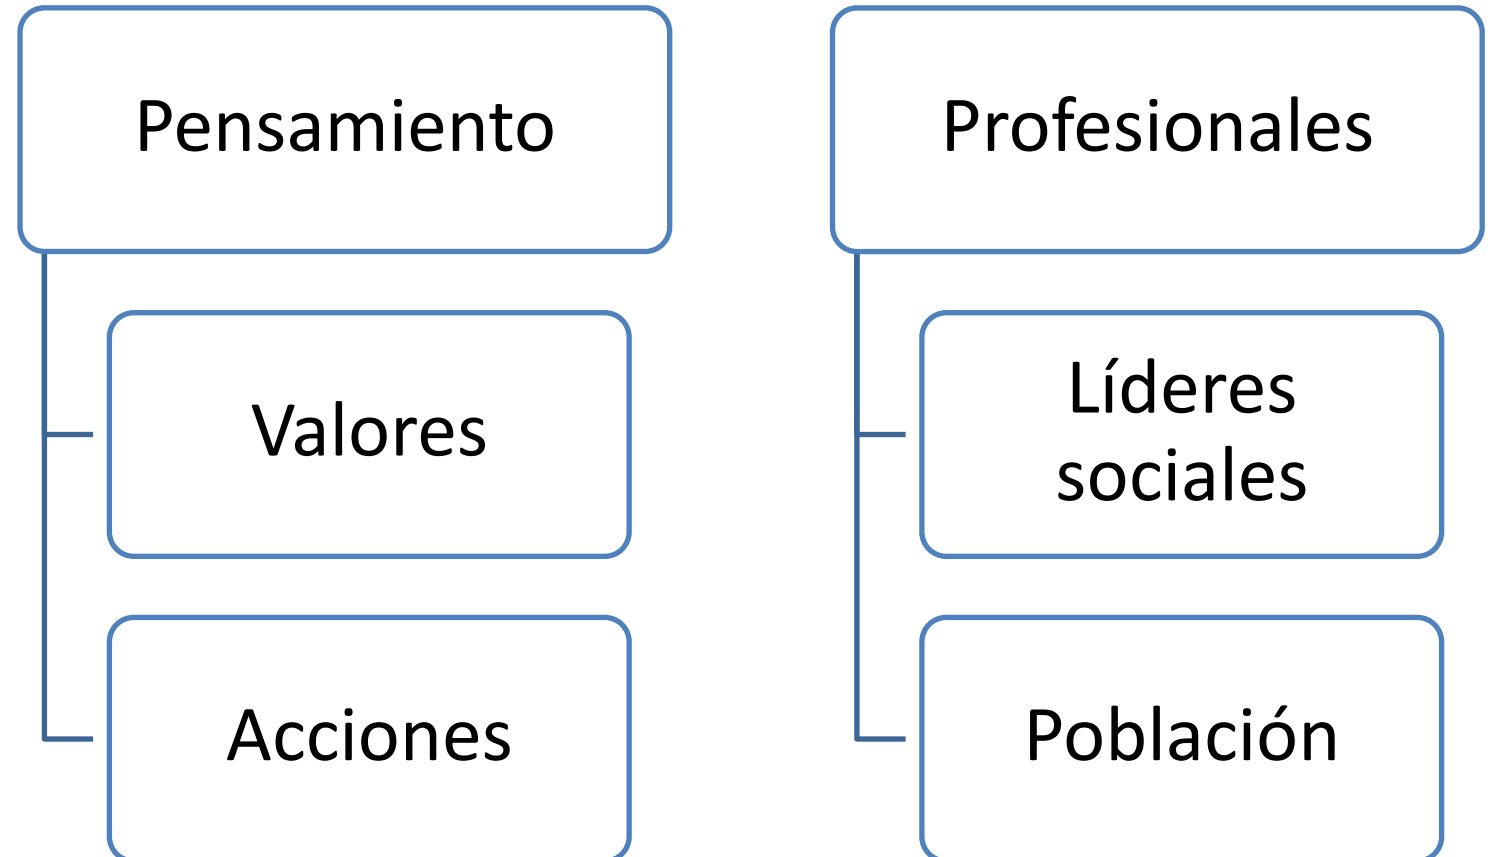 Pensamiento
Valores
Acciones
Profesionales
Líderes
sociales
Población